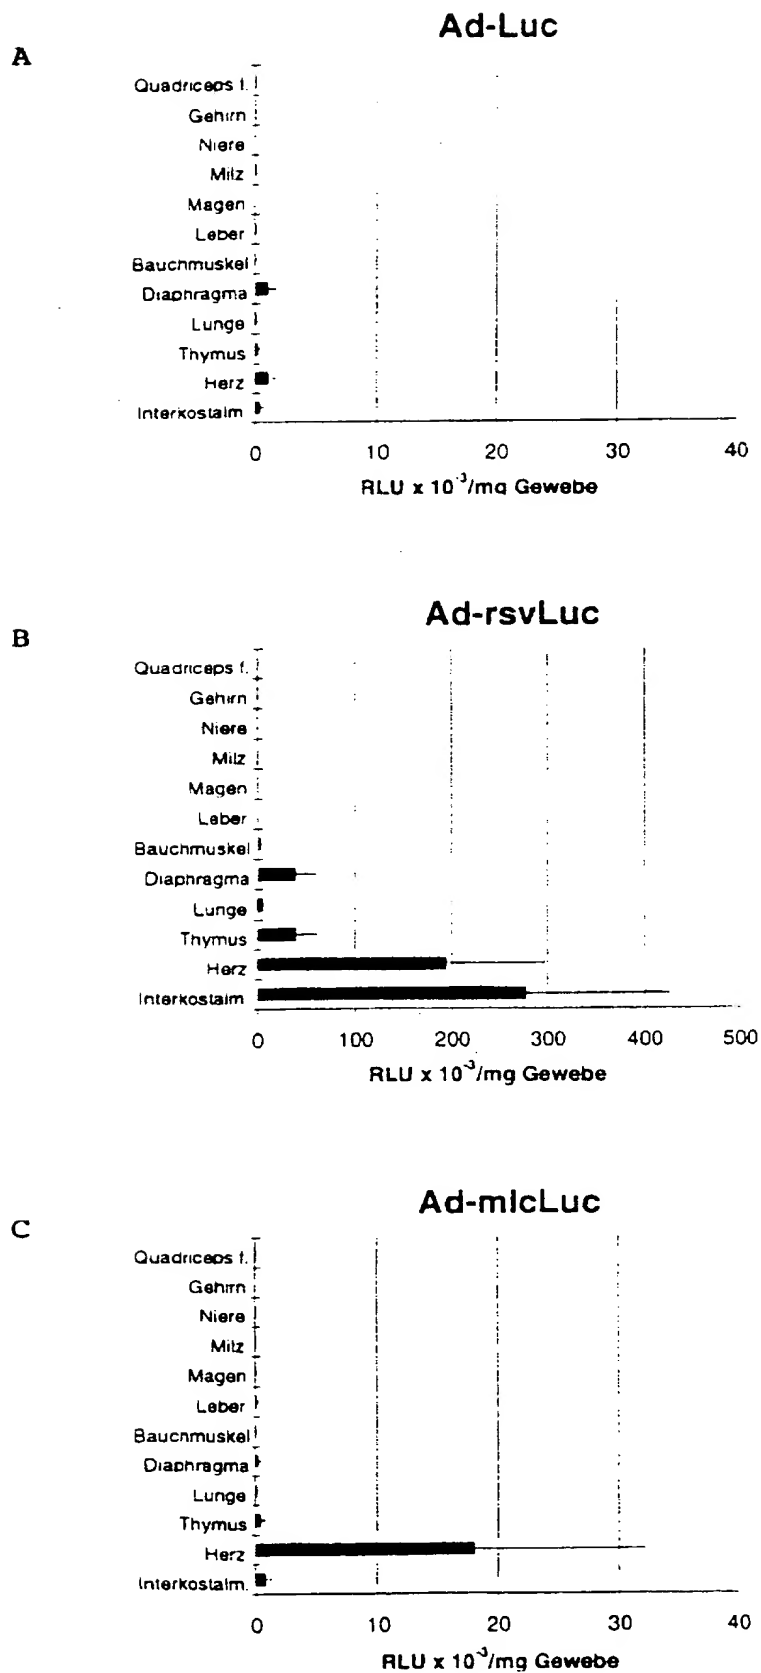 Ad-Luc
A
Quadriceps f.
Gehirn
Niere
Milz
Magen
Leber
Bauchmuskel
Diaphragma
Lunge
Thymus
Herz
Interkostalm
0 10 20 30 40
RLU x 10⁻³/mg Gewebe
Ad-rsvLuc
B
Quadriceps f.
Gehirn
Niere
Milz
Magen
Leber
Bauchmuskel
Diaphragma
Lunge
Thymus
Herz
Interkostalm
0 100 200 300 400 500
RLU x 10⁻³/mg Gewebe
Ad-mlcLuc
C
Quadriceps f.
Gehirn
Niere
Milz
Magen
Leber
Bauchmuskel
Diaphragma
Lunge
Thymus
Herz
Interkostalm.
0 10 20 30 40
RLU x 10⁻³/mg Gewebe